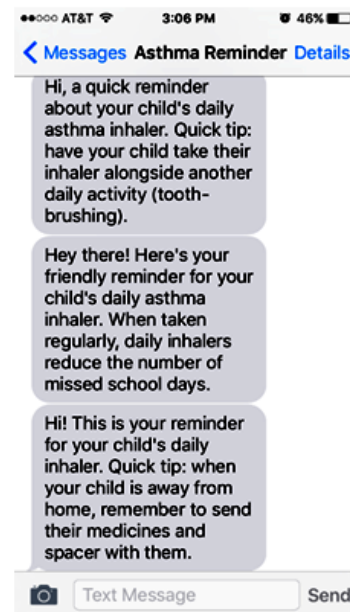 AT&T 3:06 PM 46%
Messages Asthma Reminder Details
Hi, a quick reminder
about your child's daily
asthma inhaler. Quick tip:
have your child take their
inhaler alongside another
daily activity (tooth-
brushing).
Hey there! Here's your
friendly reminder for your
child's daily asthma
inhaler. When taken
regularly, daily inhalers
reduce the number of
missed school days.
Hi! This is your reminder
for your child's daily
inhaler. Quick tip: when
your child is away from
home, remember to send
their medicines and
spacer with them.
Text Message Send